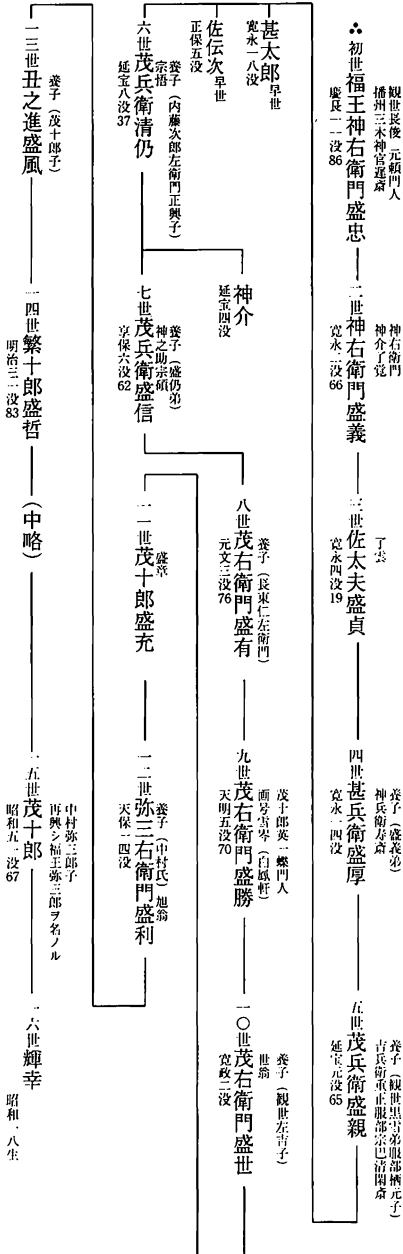 ∴ 初世 福王神右衛門盛忠
観世長俊 元頼門人
播州三木神官遅斎
慶長一一没86
二世 神右衛門盛義
神右衛門
神介了覚
寛永二没66
三世 佐太夫盛貞
了雲
寛永四没19
四世 甚兵衛盛厚
養子（盛義弟）
神兵衛寿斎
寛永一四没
五世 茂兵衛盛親
養子（観世黒雪弟服部栖元子）
吉兵衛重正服部宗巴清閑斎
延宝元没65
甚太郎 早世
寛永一八没
佐伝次 早世
正保五没
六世 茂兵衛清仍
養子（内藤次郎左衛門正興子）
宗悟
延宝八没37
神介
延宝四没
七世 茂兵衛盛信
養子（盛仍弟）
神之助宗碩
享保六没62
八世 茂右衛門盛有
養子（長束仁左衛門）
元文三没76
九世 茂右衛門盛勝
茂十郎英一蝶門人
画号雪岑（白鳳軒）
天明五没70
一〇世 茂右衛門盛世
養子（観世左吉子）
世翁
寛政二没
一一世 茂十郎盛充
盛章
一二世 弥三右衛門盛利
養子（中村氏）旭翁
天保一四没
一三世 丑之進盛風
養子（茂十郎子）
一四世 繁十郎盛哲
明治三一没83
（中略）
一五世 茂十郎
中村弥三郎子
再興シ福王弥三郎ヲ名ノル
昭和五一没67
一六世 輝幸
昭和一八生